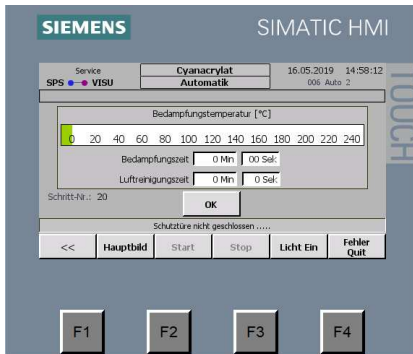 SIEMENS SIMATIC HMI
TOUCH
Service Cyanacrylat 16.05.2019 14:58:12
SPS VISU Automatik 006 Auto 2
Bedampfungstemperatur [°C]
0 20 40 60 80 100 120 140 160 180 200 220 240
Bedampfungszeit 0 Min 00 Sek
Luftreinigungszeit 0 Min 0 Sek
Schritt-Nr.: 20 OK
Schutztüre nicht geschlossen .....
<< Hauptbild Start Stop Licht Ein Fehler Quit
F1 F2 F3 F4